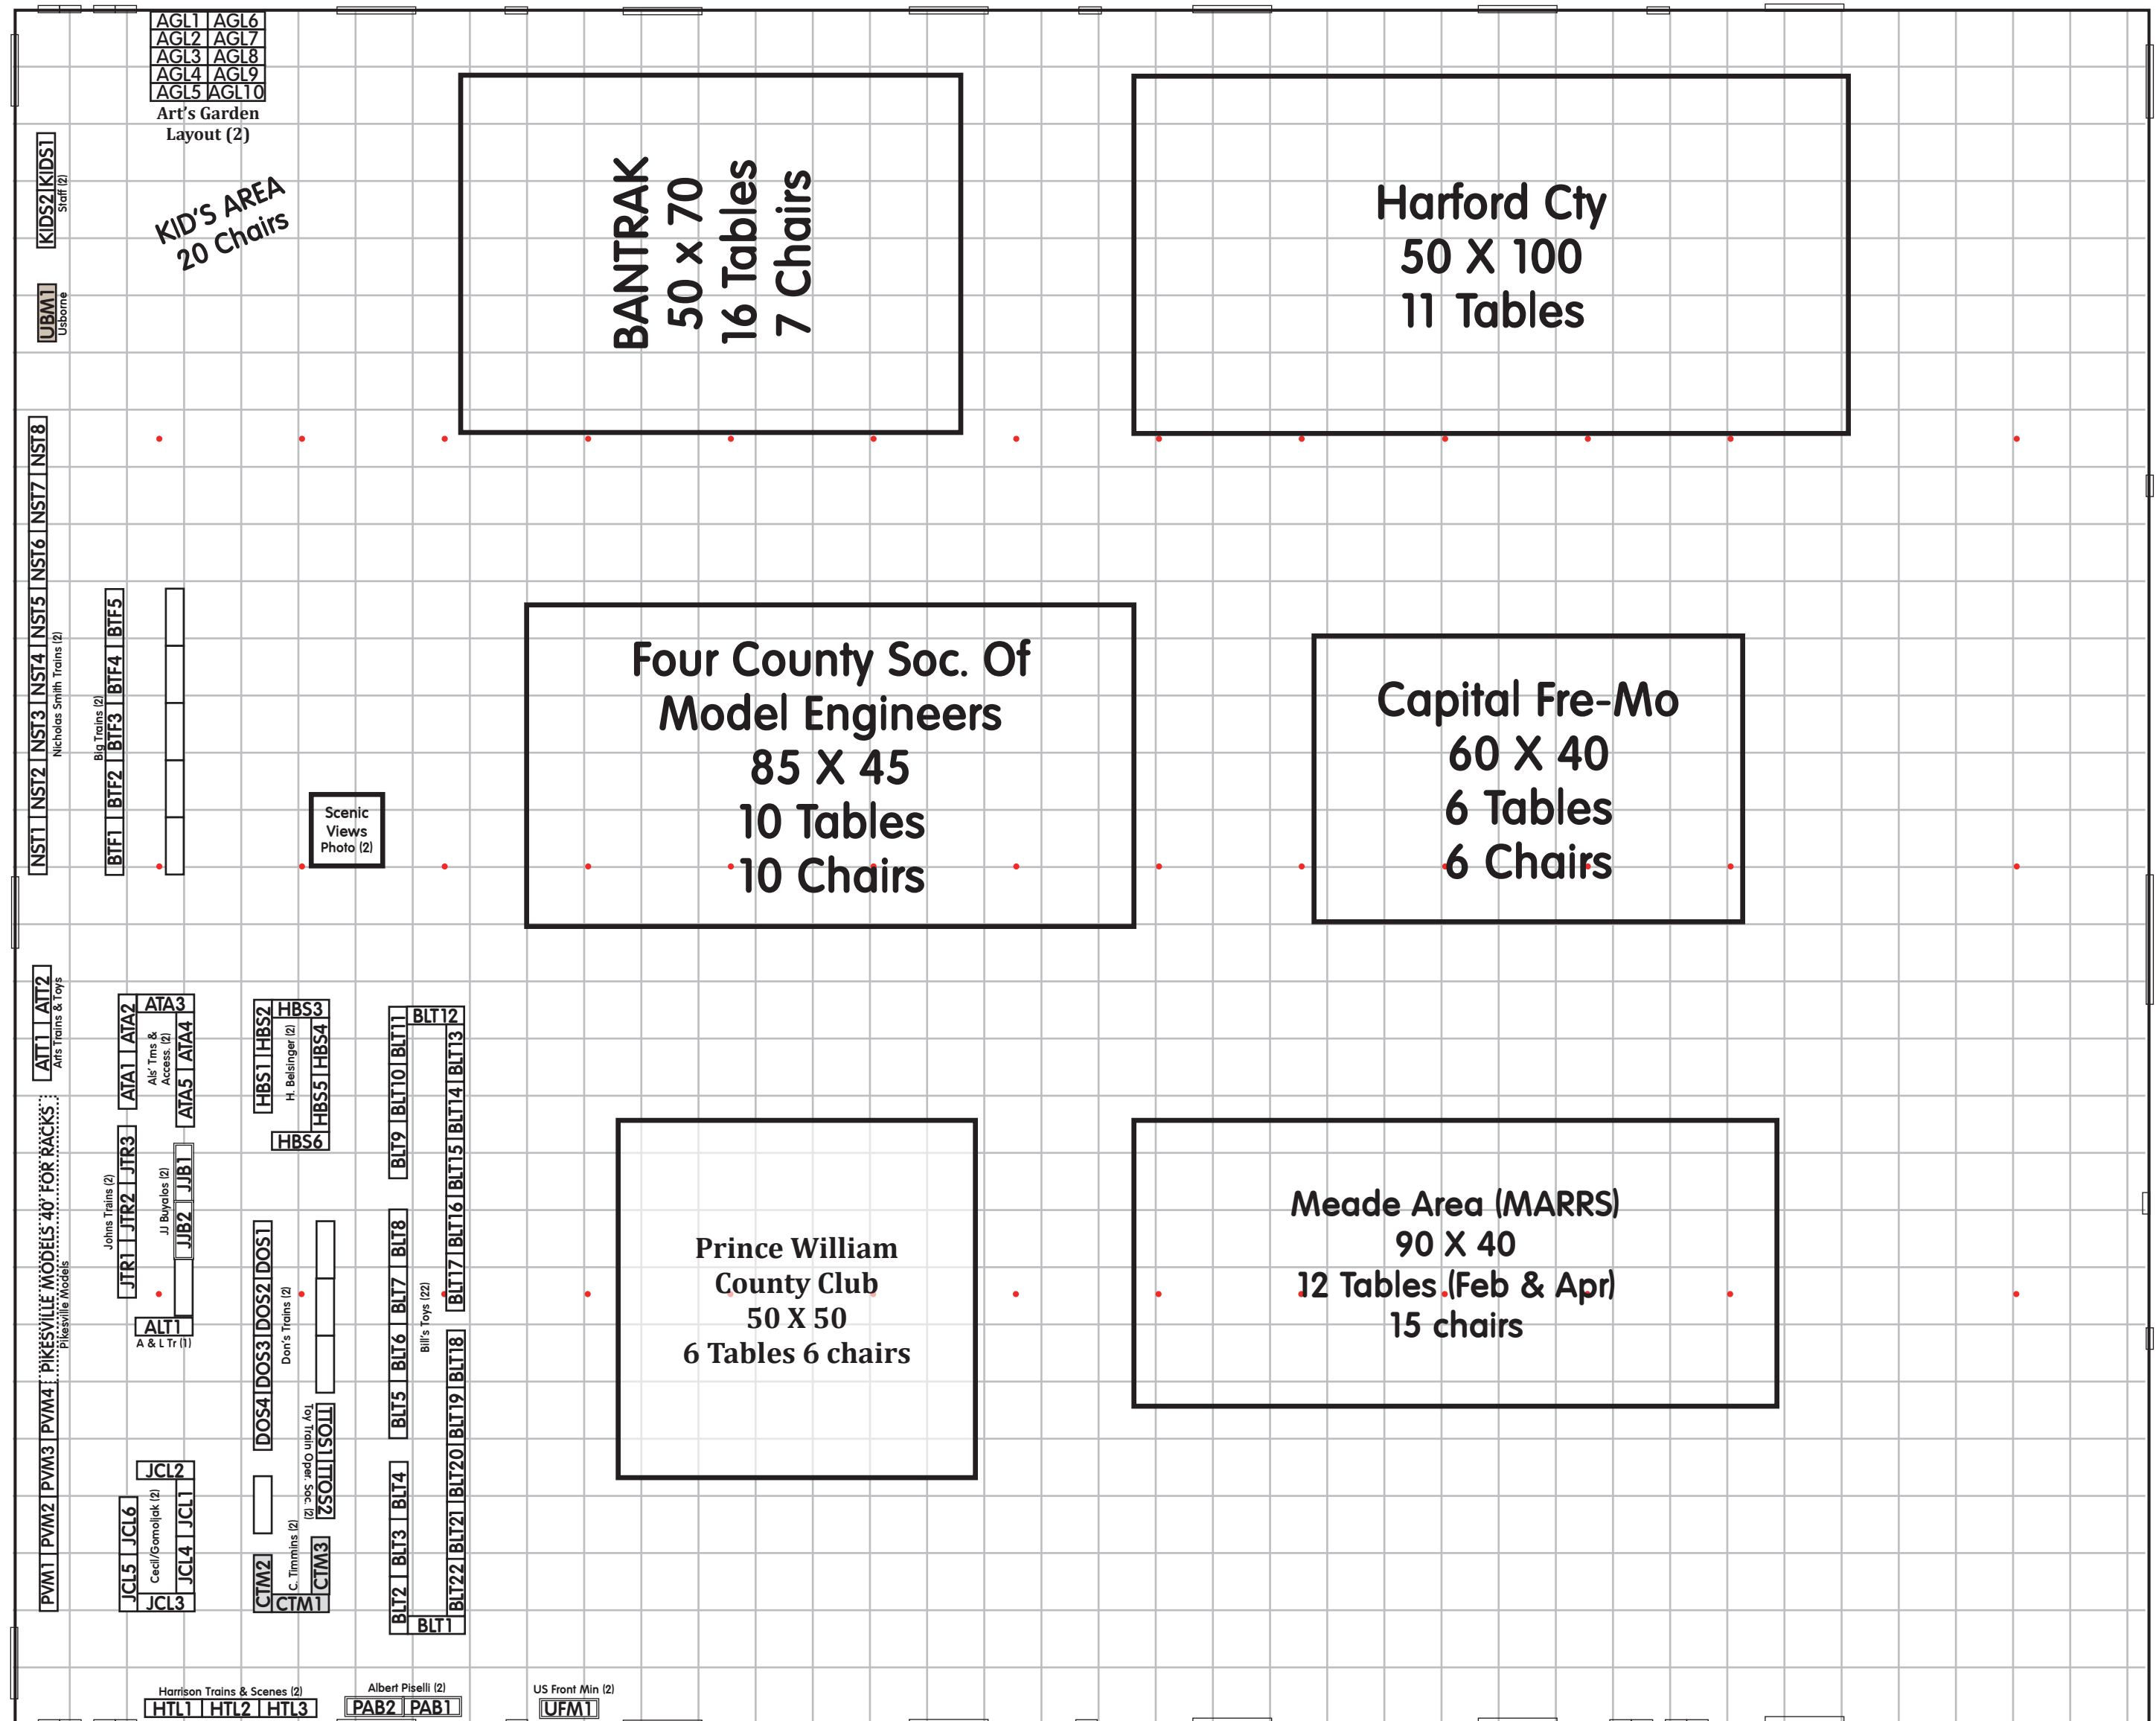 AGL1 AGL6
AGL2 AGL7
AGL3 AGL8
AGL4 AGL9
AGL5 AGL10
Art's Garden
Layout (2)
KIDS2 KIDS1
Staff (2)
KID'S AREA
20 Chairs
UBM1
Usborne
BANTRAK
50 x 70
16 Tables
7 Chairs
Harford Cty
50 X 100
11 Tables
NST1 NST2 NST3 NST4 NST5 NST6 NST7 NST8
Nicholas Smith Trains (2)
Big Trains (2)
BTF1 BTF2 BTF3 BTF4 BTF5
Scenic
Views
Photo (2)
Four County Soc. Of
Model Engineers
85 X 45
10 Tables
10 Chairs
Capital Fre-Mo
60 X 40
6 Tables
6 Chairs
ATT1 ATT2
Arts Trains & Toys
ATA1 ATA2
ATA3
Als' Trns &
Access. (2)
ATA5 ATA4
HBS1 HBS2
HBS3
H. Belsinger (2)
HBS5 HBS4
HBS6
BLT9 BLT10 BLT11
BLT12
BLT17 BLT16 BLT15 BLT14 BLT13
PIKESVILLE MODELS 40' FOR RACKS
Pikesville Models
PVM1 PVM2 PVM3 PVM4
Johns Trains (2)
JTR1 JTR2 JTR3
JJ Buyalos (2)
JJB2 JJB1
ALT1
A & L Tr (1)
DOS4 DOS3 DOS2 DOS1
Don's Trains (2)
BLT5 BLT6 BLT7 BLT8
Bill's Toys (22)
BLT22 BLT21 BLT20 BLT19 BLT18
Toy Train Oper. Soc. (2)
TTOS1 TTOS2
JCL2
JCL5 JCL6
Cecil/Gomoljak (2)
JCL4 JCL1
JCL3
CTM2
C. Timmins (2)
CTM3
CTM1
BLT2 BLT3 BLT4
BLT1
Prince William
County Club
50 X 50
6 Tables 6 chairs
Meade Area (MARRS)
90 X 40
12 Tables (Feb & Apr)
15 chairs
Harrison Trains & Scenes (2)
HTL1 HTL2 HTL3
Albert Piselli (2)
PAB2 PAB1
US Front Min (2)
UFM1